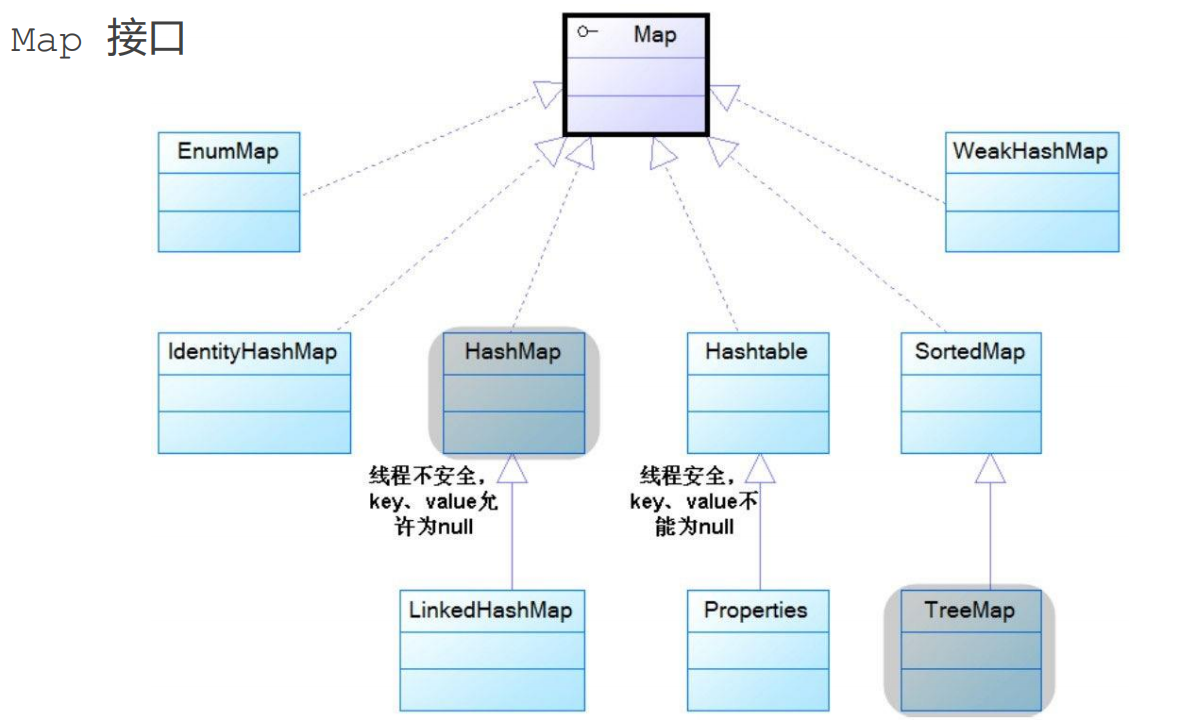 Map 接口
Map
EnumMap
WeakHashMap
IdentityHashMap
HashMap
Hashtable
SortedMap
线程不安全，
key、value允
许为null
线程安全，
key、value不
能为null
LinkedHashMap
Properties
TreeMap